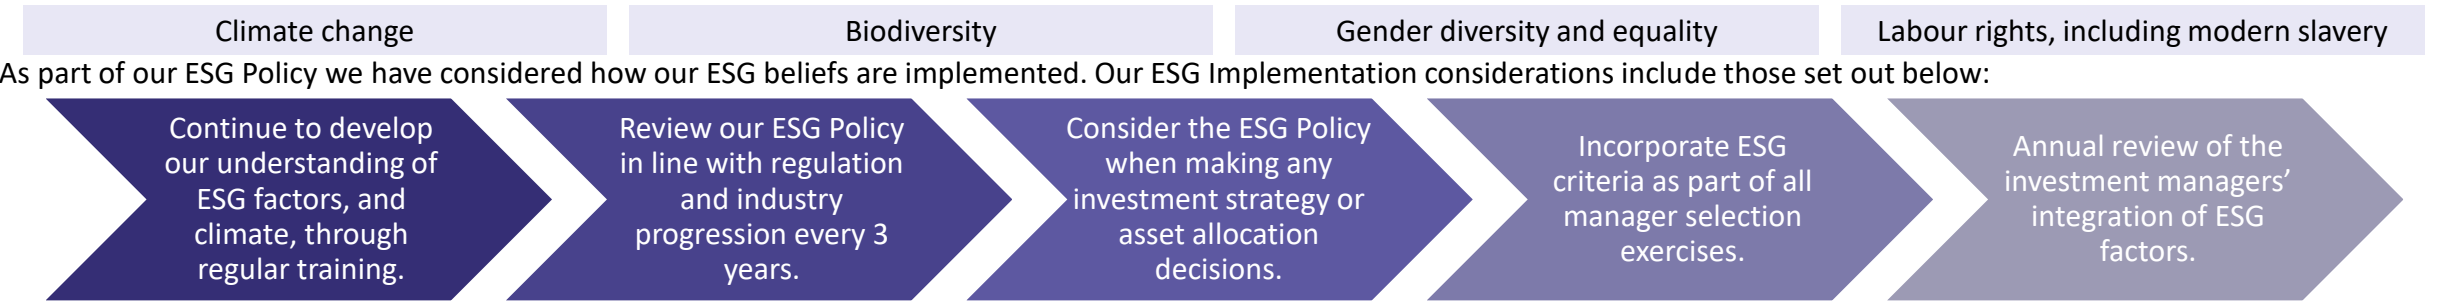 Climate change
Biodiversity
Gender diversity and equality
Labour rights, including modern slavery
As part of our ESG Policy we have considered how our ESG beliefs are implemented. Our ESG Implementation considerations include those set out below:
Continue to develop
our understanding of
ESG factors, and
climate, through
regular training.
Review our ESG Policy
in line with regulation
and industry
progression every 3
years.
Consider the ESG Policy
when making any
investment strategy or
asset allocation
decisions.
Incorporate ESG
criteria as part of all
manager selection
exercises.
Annual review of the
investment managers’
integration of ESG
factors.